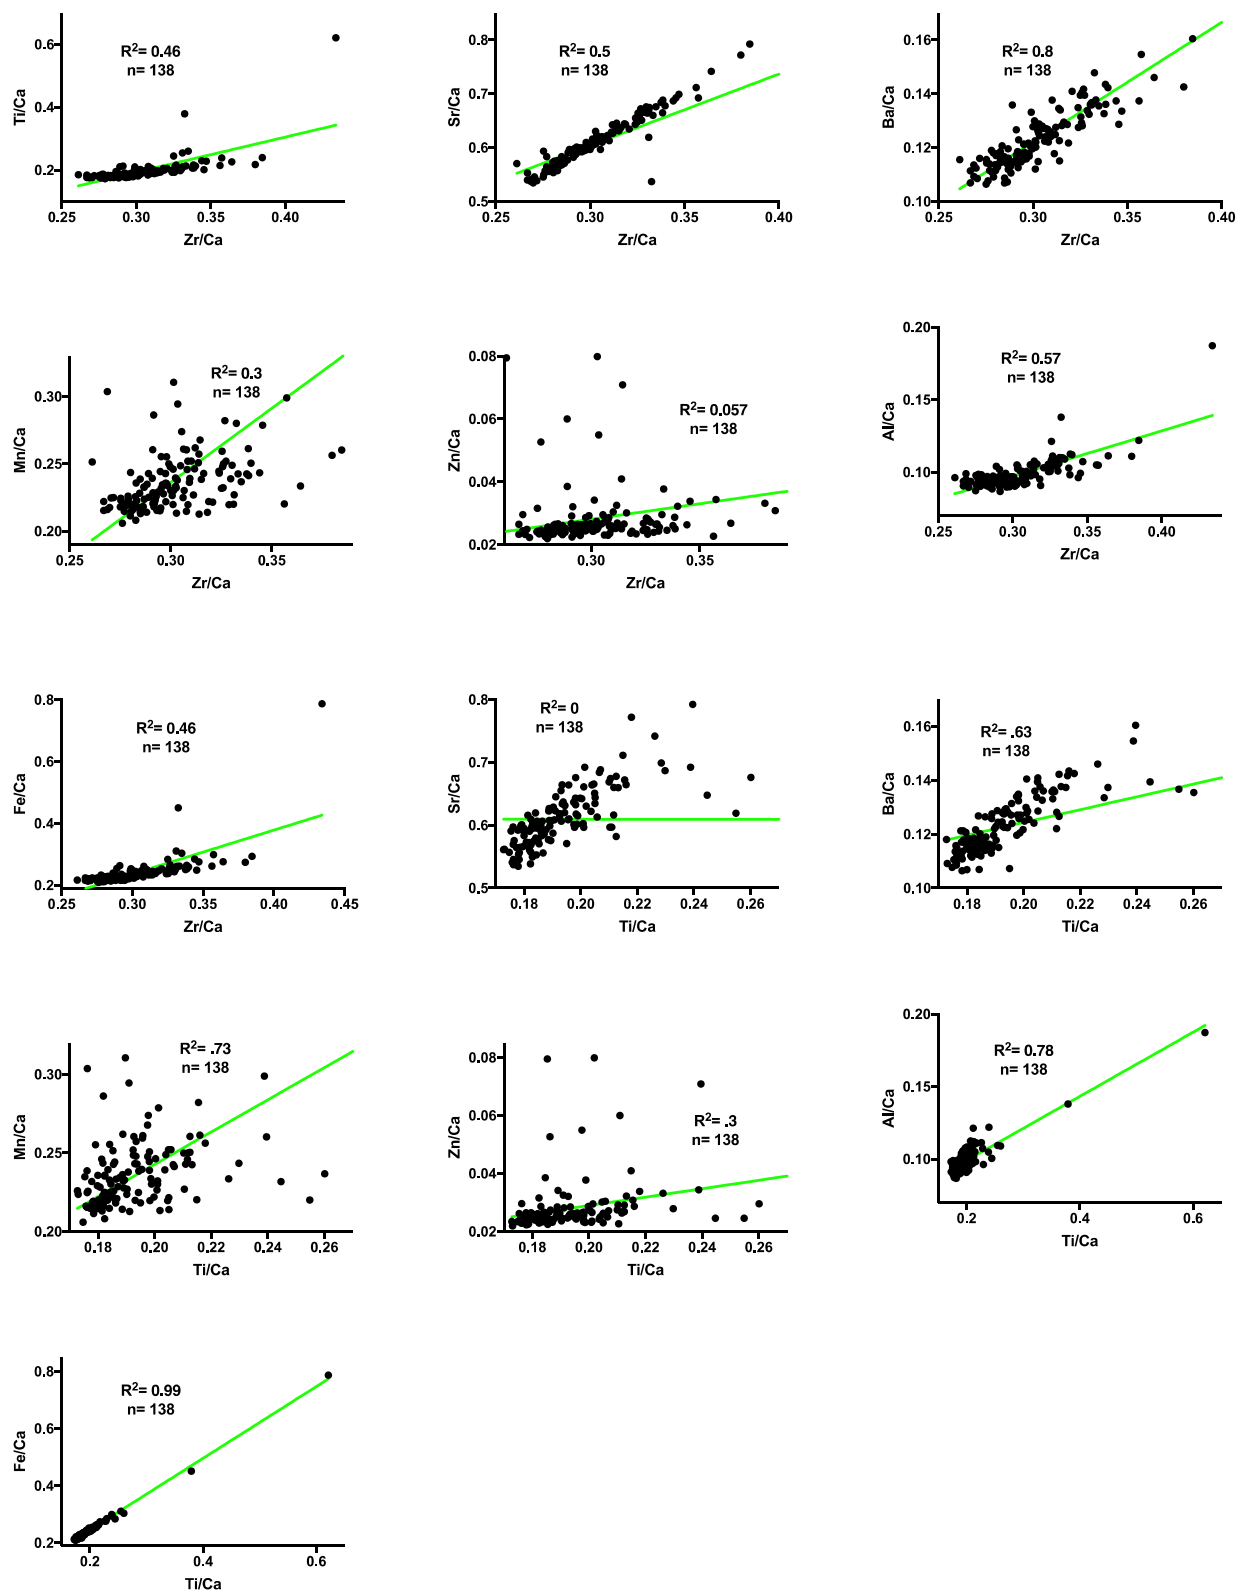 R²= 0.46
n= 138
Ti/Ca
0.6
0.4
0.2
0.25 0.30 0.35 0.40
Zr/Ca
R²= 0.5
n= 138
Sr/Ca
0.8
0.7
0.6
0.5
0.25 0.30 0.35 0.40
Zr/Ca
R²= 0.8
n= 138
Ba/Ca
0.16
0.14
0.12
0.10
0.25 0.30 0.35 0.40
Zr/Ca
R²= 0.3
n= 138
Mn/Ca
0.30
0.25
0.20
0.25 0.30 0.35
Zr/Ca
R²= 0.057
n= 138
Zn/Ca
0.08
0.06
0.04
0.02
0.30 0.35
Zr/Ca
R²= 0.57
n= 138
Al/Ca
0.20
0.15
0.10
0.25 0.30 0.35 0.40
Zr/Ca
R²= 0.46
n= 138
Fe/Ca
0.8
0.6
0.4
0.2
0.25 0.30 0.35 0.40 0.45
Zr/Ca
R²= 0
n= 138
Sr/Ca
0.8
0.7
0.6
0.5
0.18 0.20 0.22 0.24 0.26
Ti/Ca
R²= .63
n= 138
Ba/Ca
0.16
0.14
0.12
0.10
0.18 0.20 0.22 0.24 0.26
Ti/Ca
R²= .73
n= 138
Mn/Ca
0.30
0.25
0.20
0.18 0.20 0.22 0.24 0.26
Ti/Ca
R²= .3
n= 138
Zn/Ca
0.08
0.06
0.04
0.02
0.18 0.20 0.22 0.24 0.26
Ti/Ca
R²= 0.78
n= 138
Al/Ca
0.20
0.15
0.10
0.2 0.4 0.6
Ti/Ca
R²= 0.99
n= 138
Fe/Ca
0.8
0.6
0.4
0.2
0.2 0.4 0.6
Ti/Ca